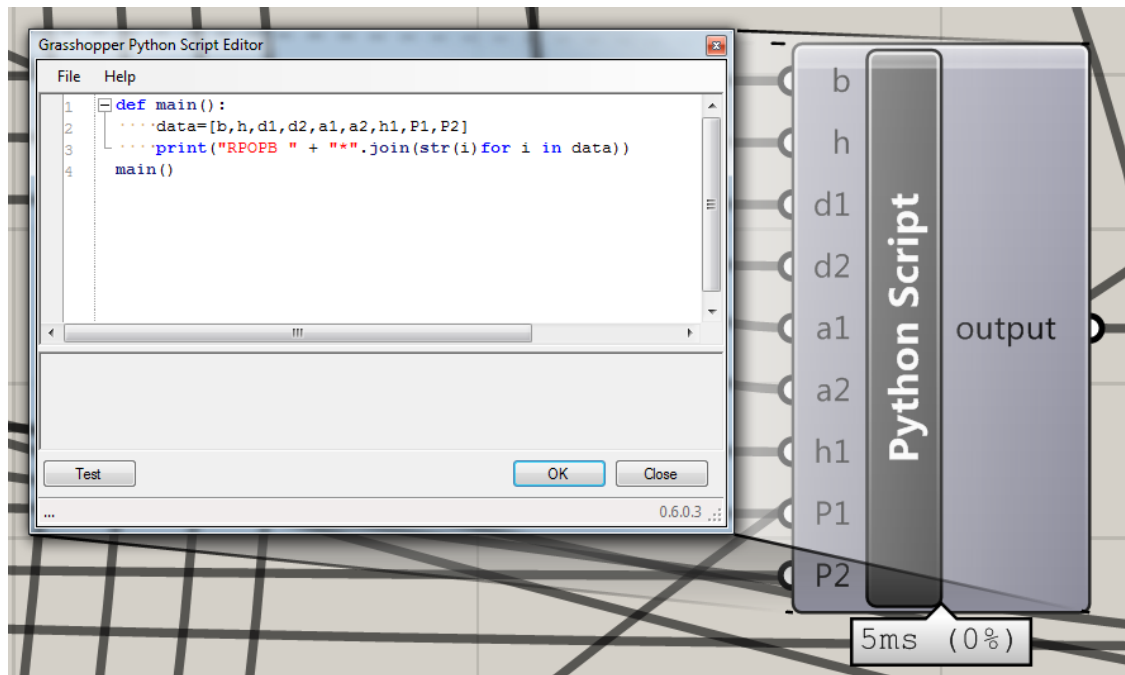 Grasshopper Python Script Editor
File Help
1 def main():
2 ····data=[b,h,d1,d2,a1,a2,h1,P1,P2]
3 ····print("RPOPB " + "*".join(str(i)for i in data))
4 main()
Test OK Close
... 0.6.0.3
b
h
d1
d2
a1
a2
h1
P1
P2
Python Script
output
5ms (0%)